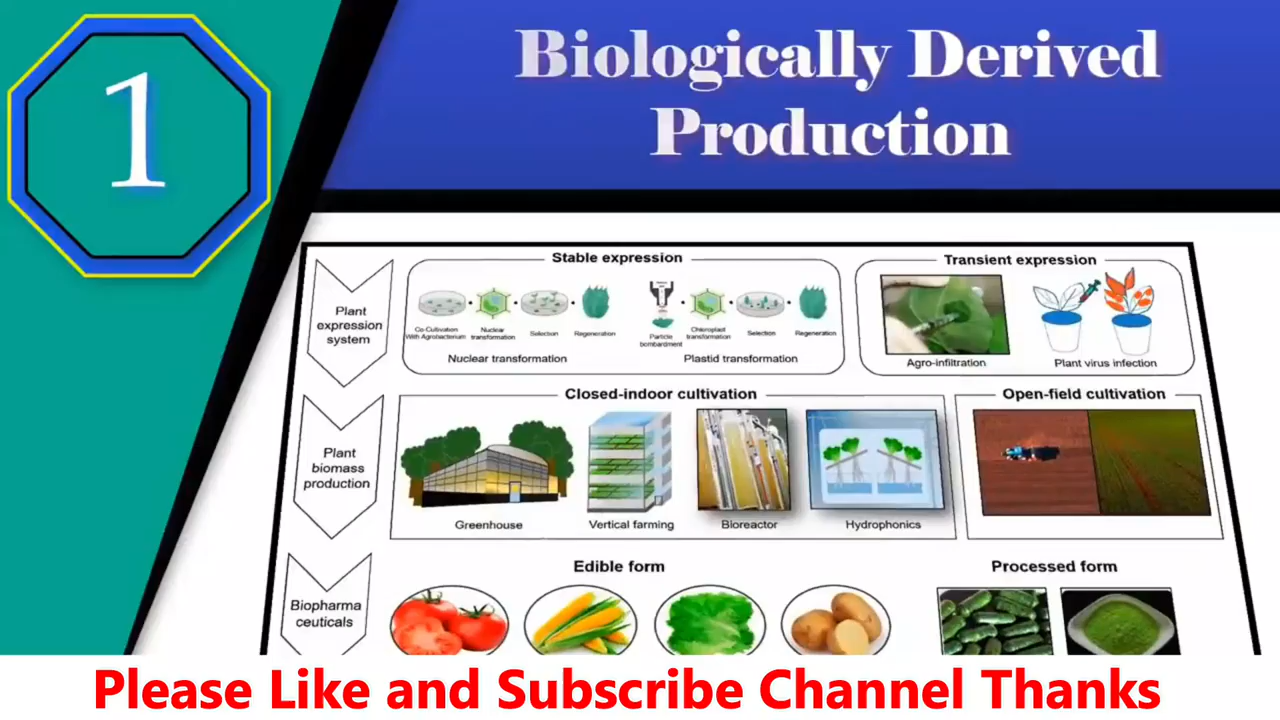 1
Biologically Derived
Production
Stable expression
Transient expression
Plant
expression
system
Co-Cultivation
With Agrobacterium
Nuclear
transformation
Selection
Regeneration
Particle
bombardment
Chloroplast
transformation
Selection
Regeneration
Nuclear transformation
Plastid transformation
Agro-infiltration
Plant virus infection
Closed-indoor cultivation
Open-field cultivation
Plant
biomass
production
Greenhouse
Vertical farming
Bioreactor
Hydrophonics
Edible form
Processed form
Biopharma
ceuticals
Please Like and Subscribe Channel Thanks